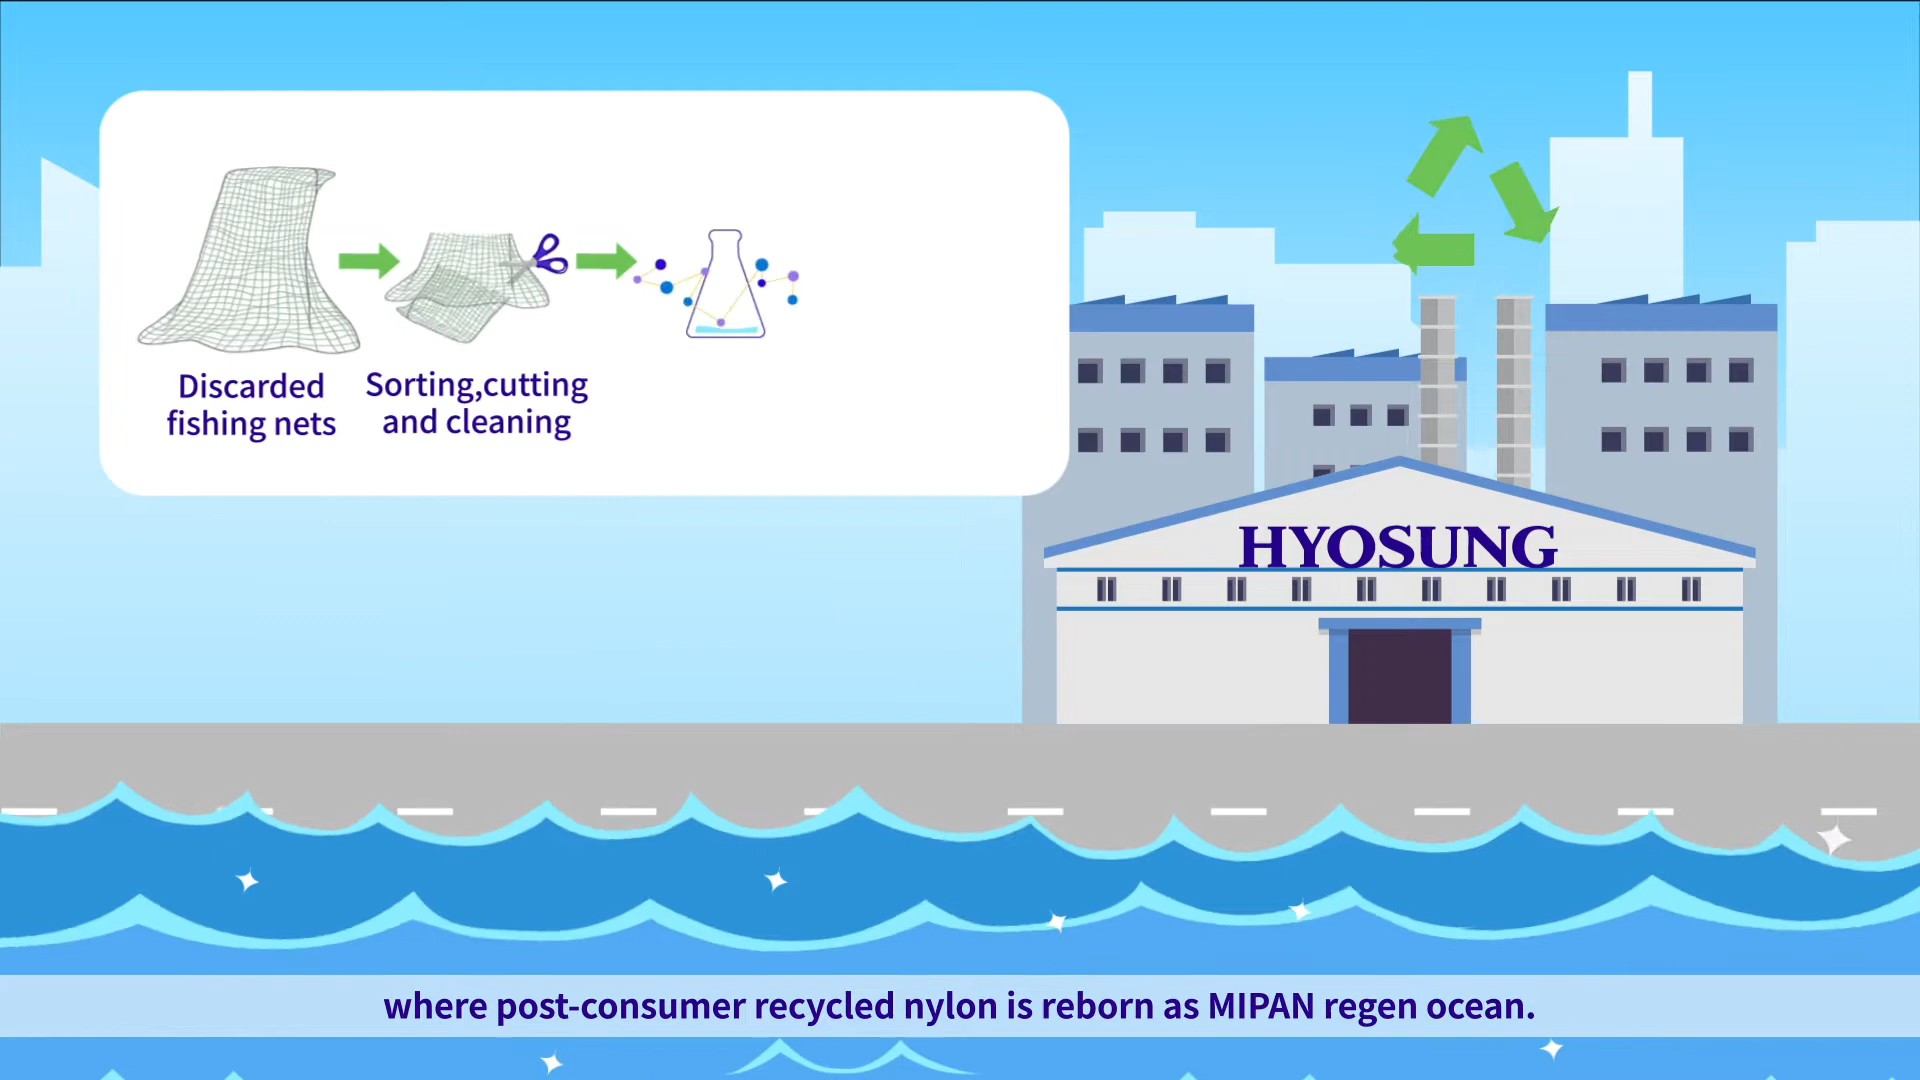 Discarded
fishing nets
Sorting,cutting
and cleaning
HYOSUNG
where post-consumer recycled nylon is reborn as MIPAN regen ocean.